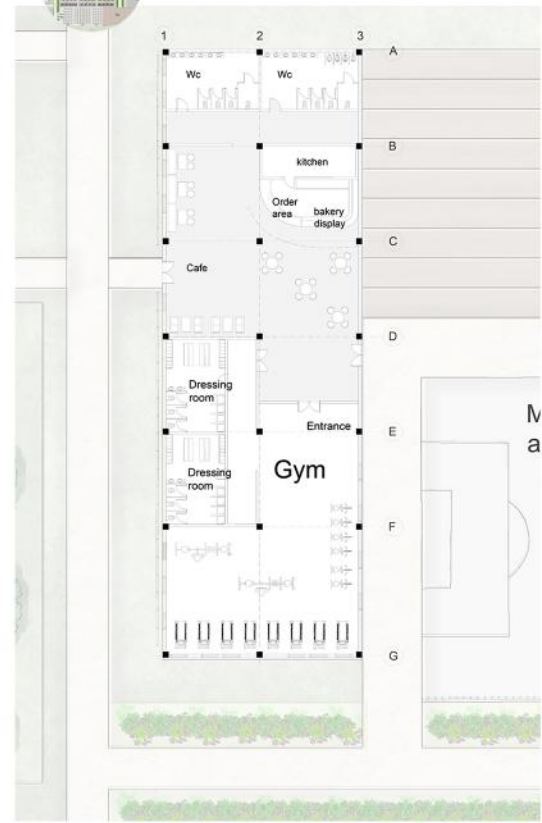 1 2 3
A
Wc Wc
B
kitchen
Order
area
bakery
display
C
Cafe
D
Dressing
room
Entrance
E
Gym
Dressing
room
F
G
M
a